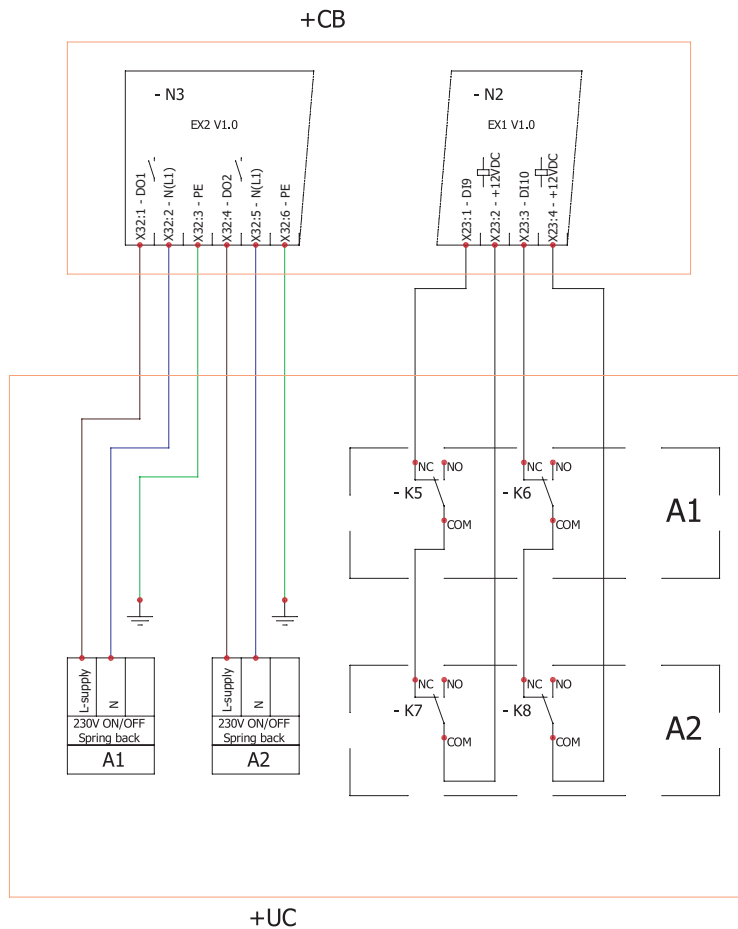 +CB
- N3
EX2 V1.0
X32:1 - DO1
X32:2 - N(L1)
X32:3 - PE
X32:4 - DO2
X32:5 - N(L1)
X32:6 - PE
- N2
EX1 V1.0
X23:1 - DI9
X23:2 - +12VDC
X23:3 - DI10
X23:4 - +12VDC
NC
NO
- K5
COM
NC
NO
- K6
COM
A1
L-supply
N
230V ON/OFF
Spring back
A1
L-supply
N
230V ON/OFF
Spring back
A2
NC
NO
- K7
COM
NC
NO
- K8
COM
A2
+UC